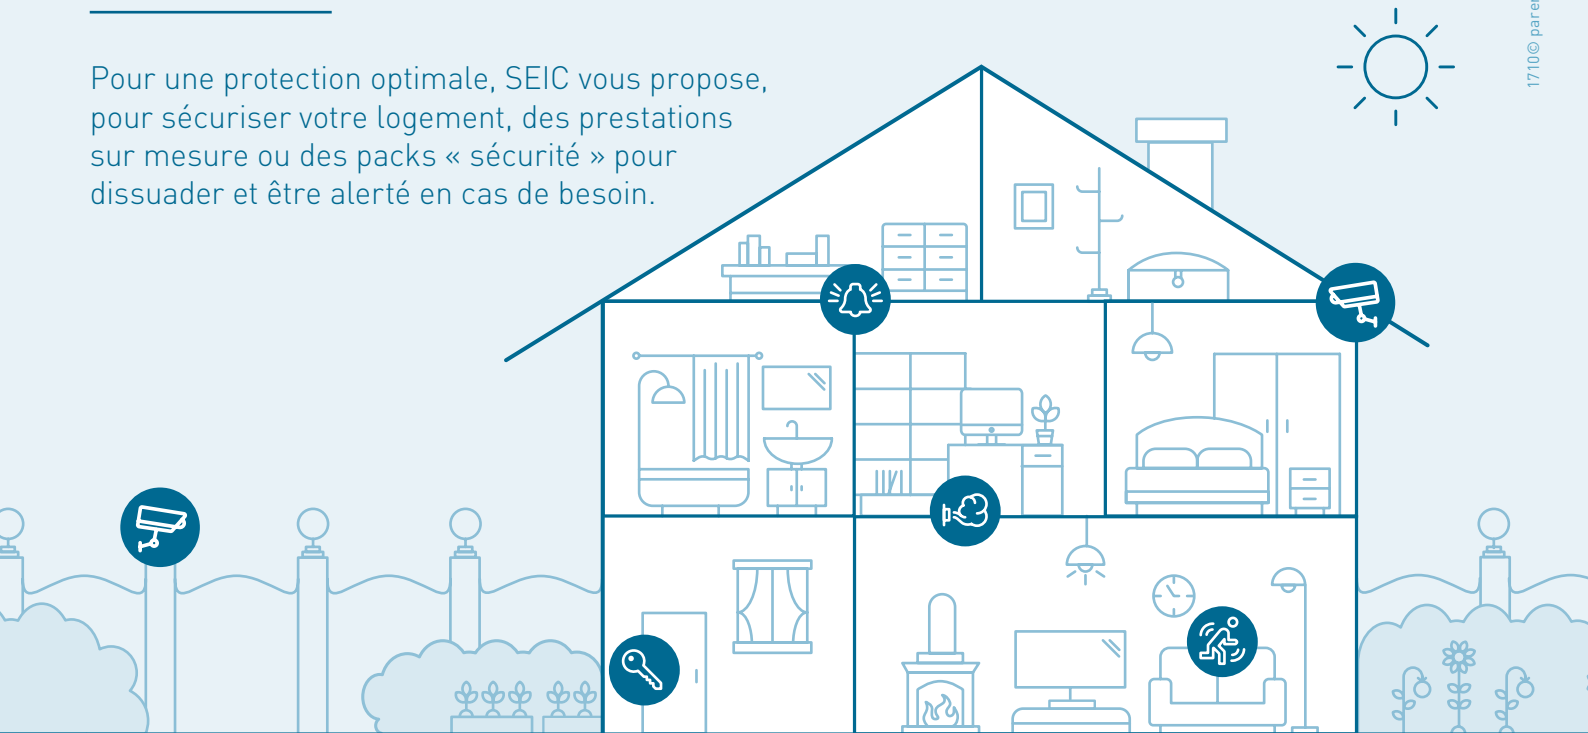 Pour une protection optimale, SEIC vous propose,
pour sécuriser votre logement, des prestations
sur mesure ou des packs « sécurité » pour
dissuader et être alerté en cas de besoin.
1710©